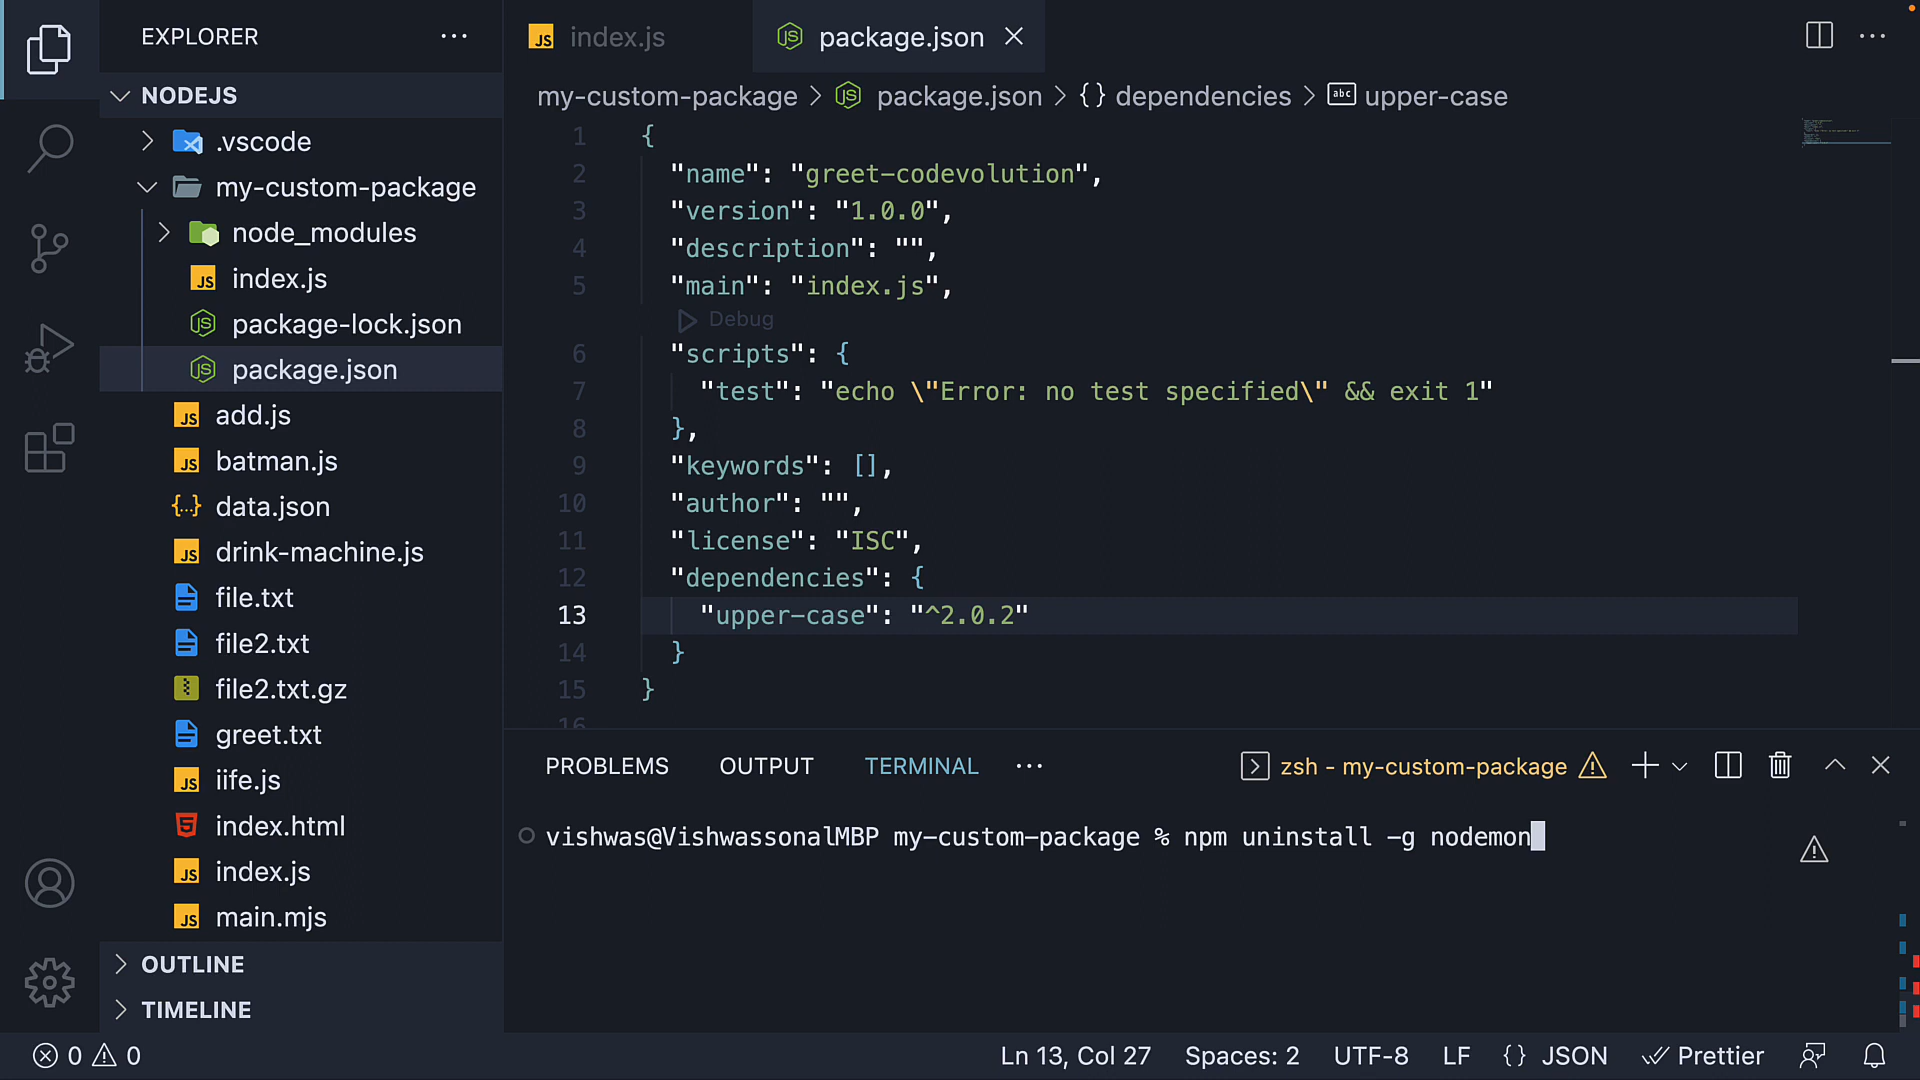 EXPLORER
NODEJS
.vscode
my-custom-package
node_modules
index.js
package-lock.json
package.json
add.js
batman.js
data.json
drink-machine.js
file.txt
file2.txt
file2.txt.gz
greet.txt
iife.js
index.html
index.js
main.mjs
OUTLINE
TIMELINE
index.js package.json
my-custom-package > package.json > {} dependencies > abc upper-case
1 {
2 "name": "greet-codevolution",
3 "version": "1.0.0",
4 "description": "",
5 "main": "index.js",
Debug
6 "scripts": {
7 "test": "echo \"Error: no test specified\" && exit 1"
8 },
9 "keywords": [],
10 "author": "",
11 "license": "ISC",
12 "dependencies": {
13 "upper-case": "^2.0.2"
14 }
15 }
16
PROBLEMS OUTPUT TERMINAL zsh - my-custom-package
vishwas@VishwassonalMBP my-custom-package % npm uninstall -g nodemon
0 0 Ln 13, Col 27 Spaces: 2 UTF-8 LF {} JSON Prettier